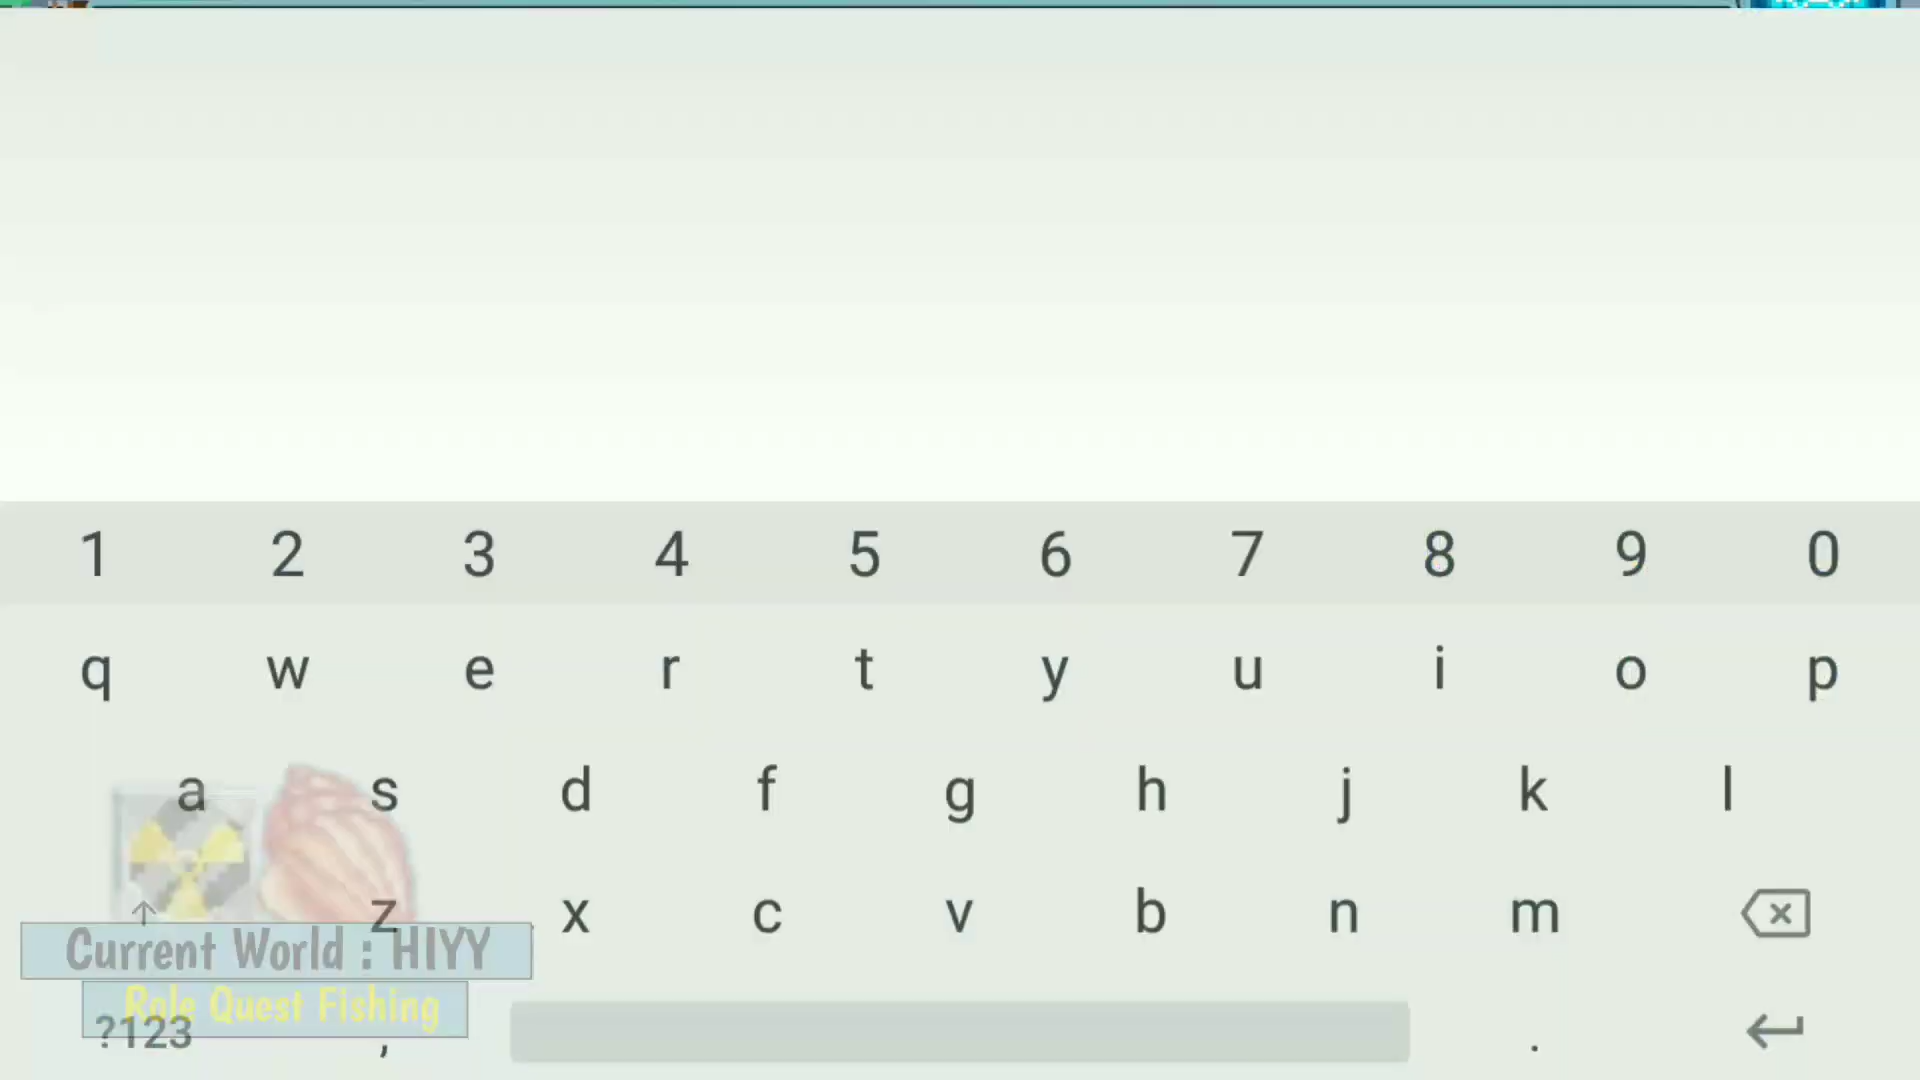 1 2 3 4 5 6 7 8 9 0
q w e r t y u i o p
a s d f g h j k l
z x c v b n m
Current World : HIYY
Role Quest Fishing
?123 , .